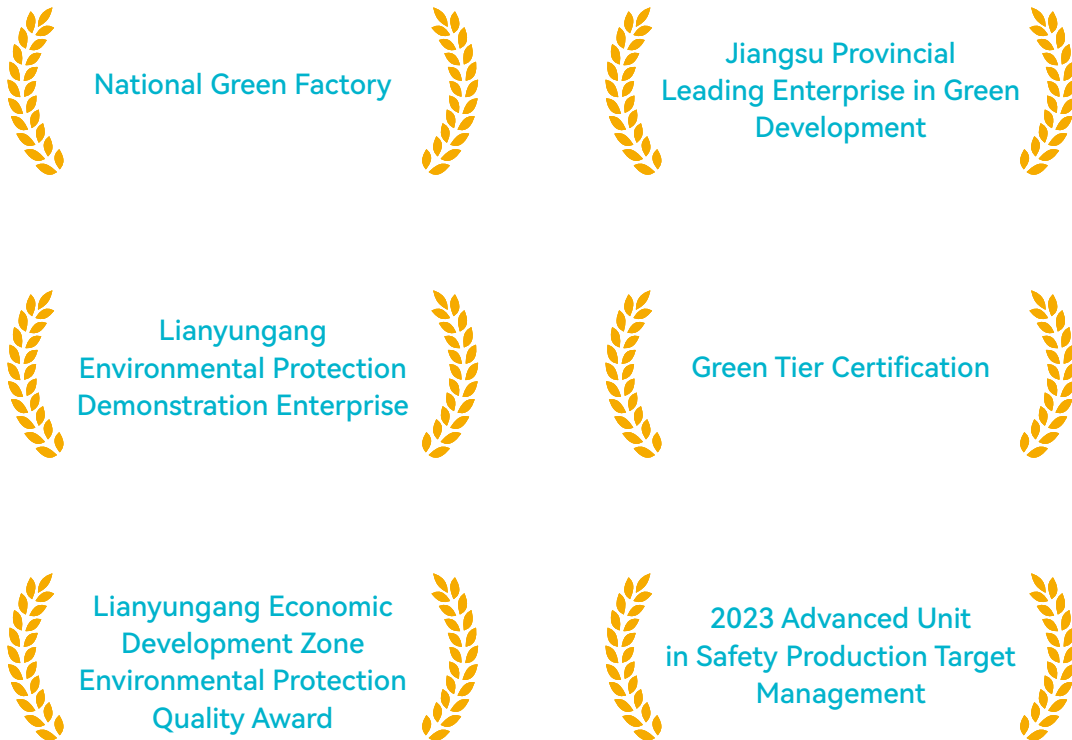 National Green Factory
Jiangsu Provincial
Leading Enterprise in Green
Development
Lianyungang
Environmental Protection
Demonstration Enterprise
Green Tier Certification
Lianyungang Economic
Development Zone
Environmental Protection
Quality Award
2023 Advanced Unit
in Safety Production Target
Management